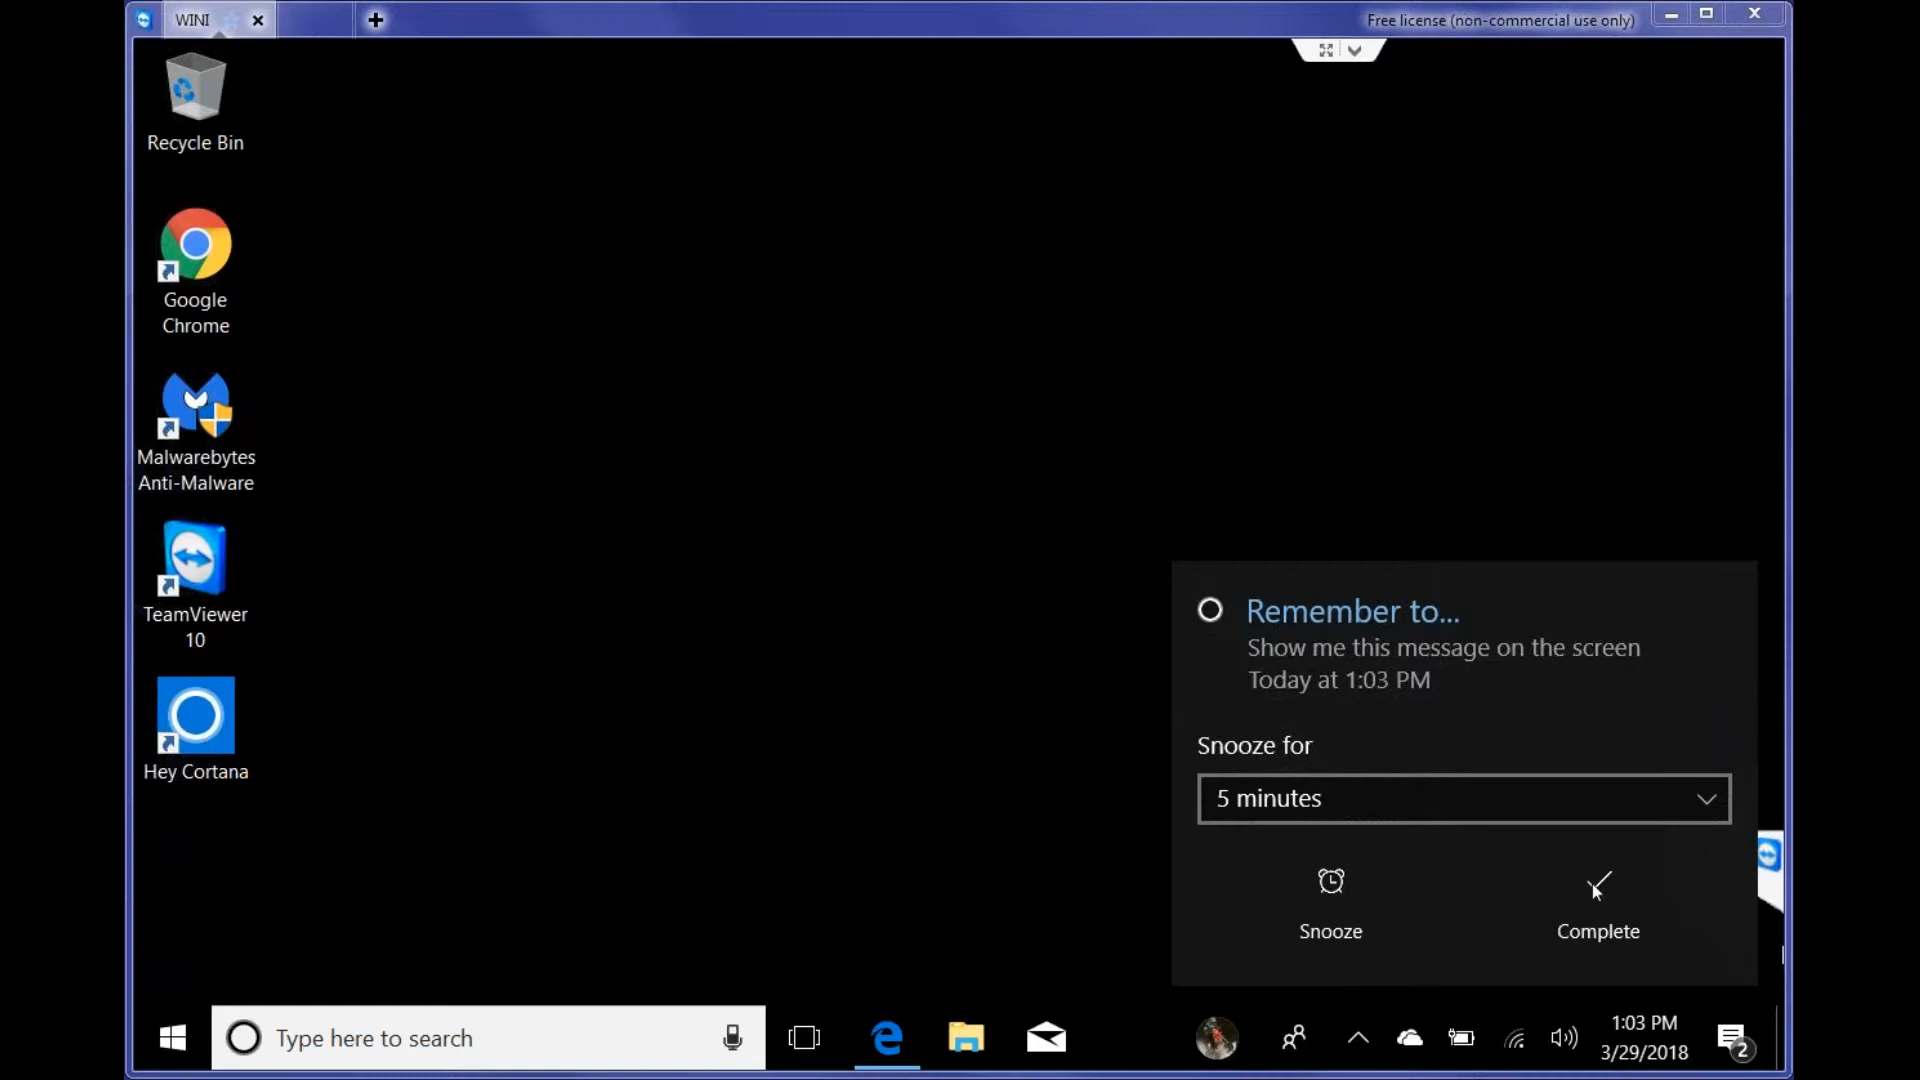 WINI
Free license (non-commercial use only)
Recycle Bin
Google
Chrome
Malwarebytes
Anti-Malware
TeamViewer
10
Hey Cortana
Remember to...
Show me this message on the screen
Today at 1:03 PM
Snooze for
5 minutes
Snooze
Complete
Type here to search
1:03 PM
3/29/2018
2